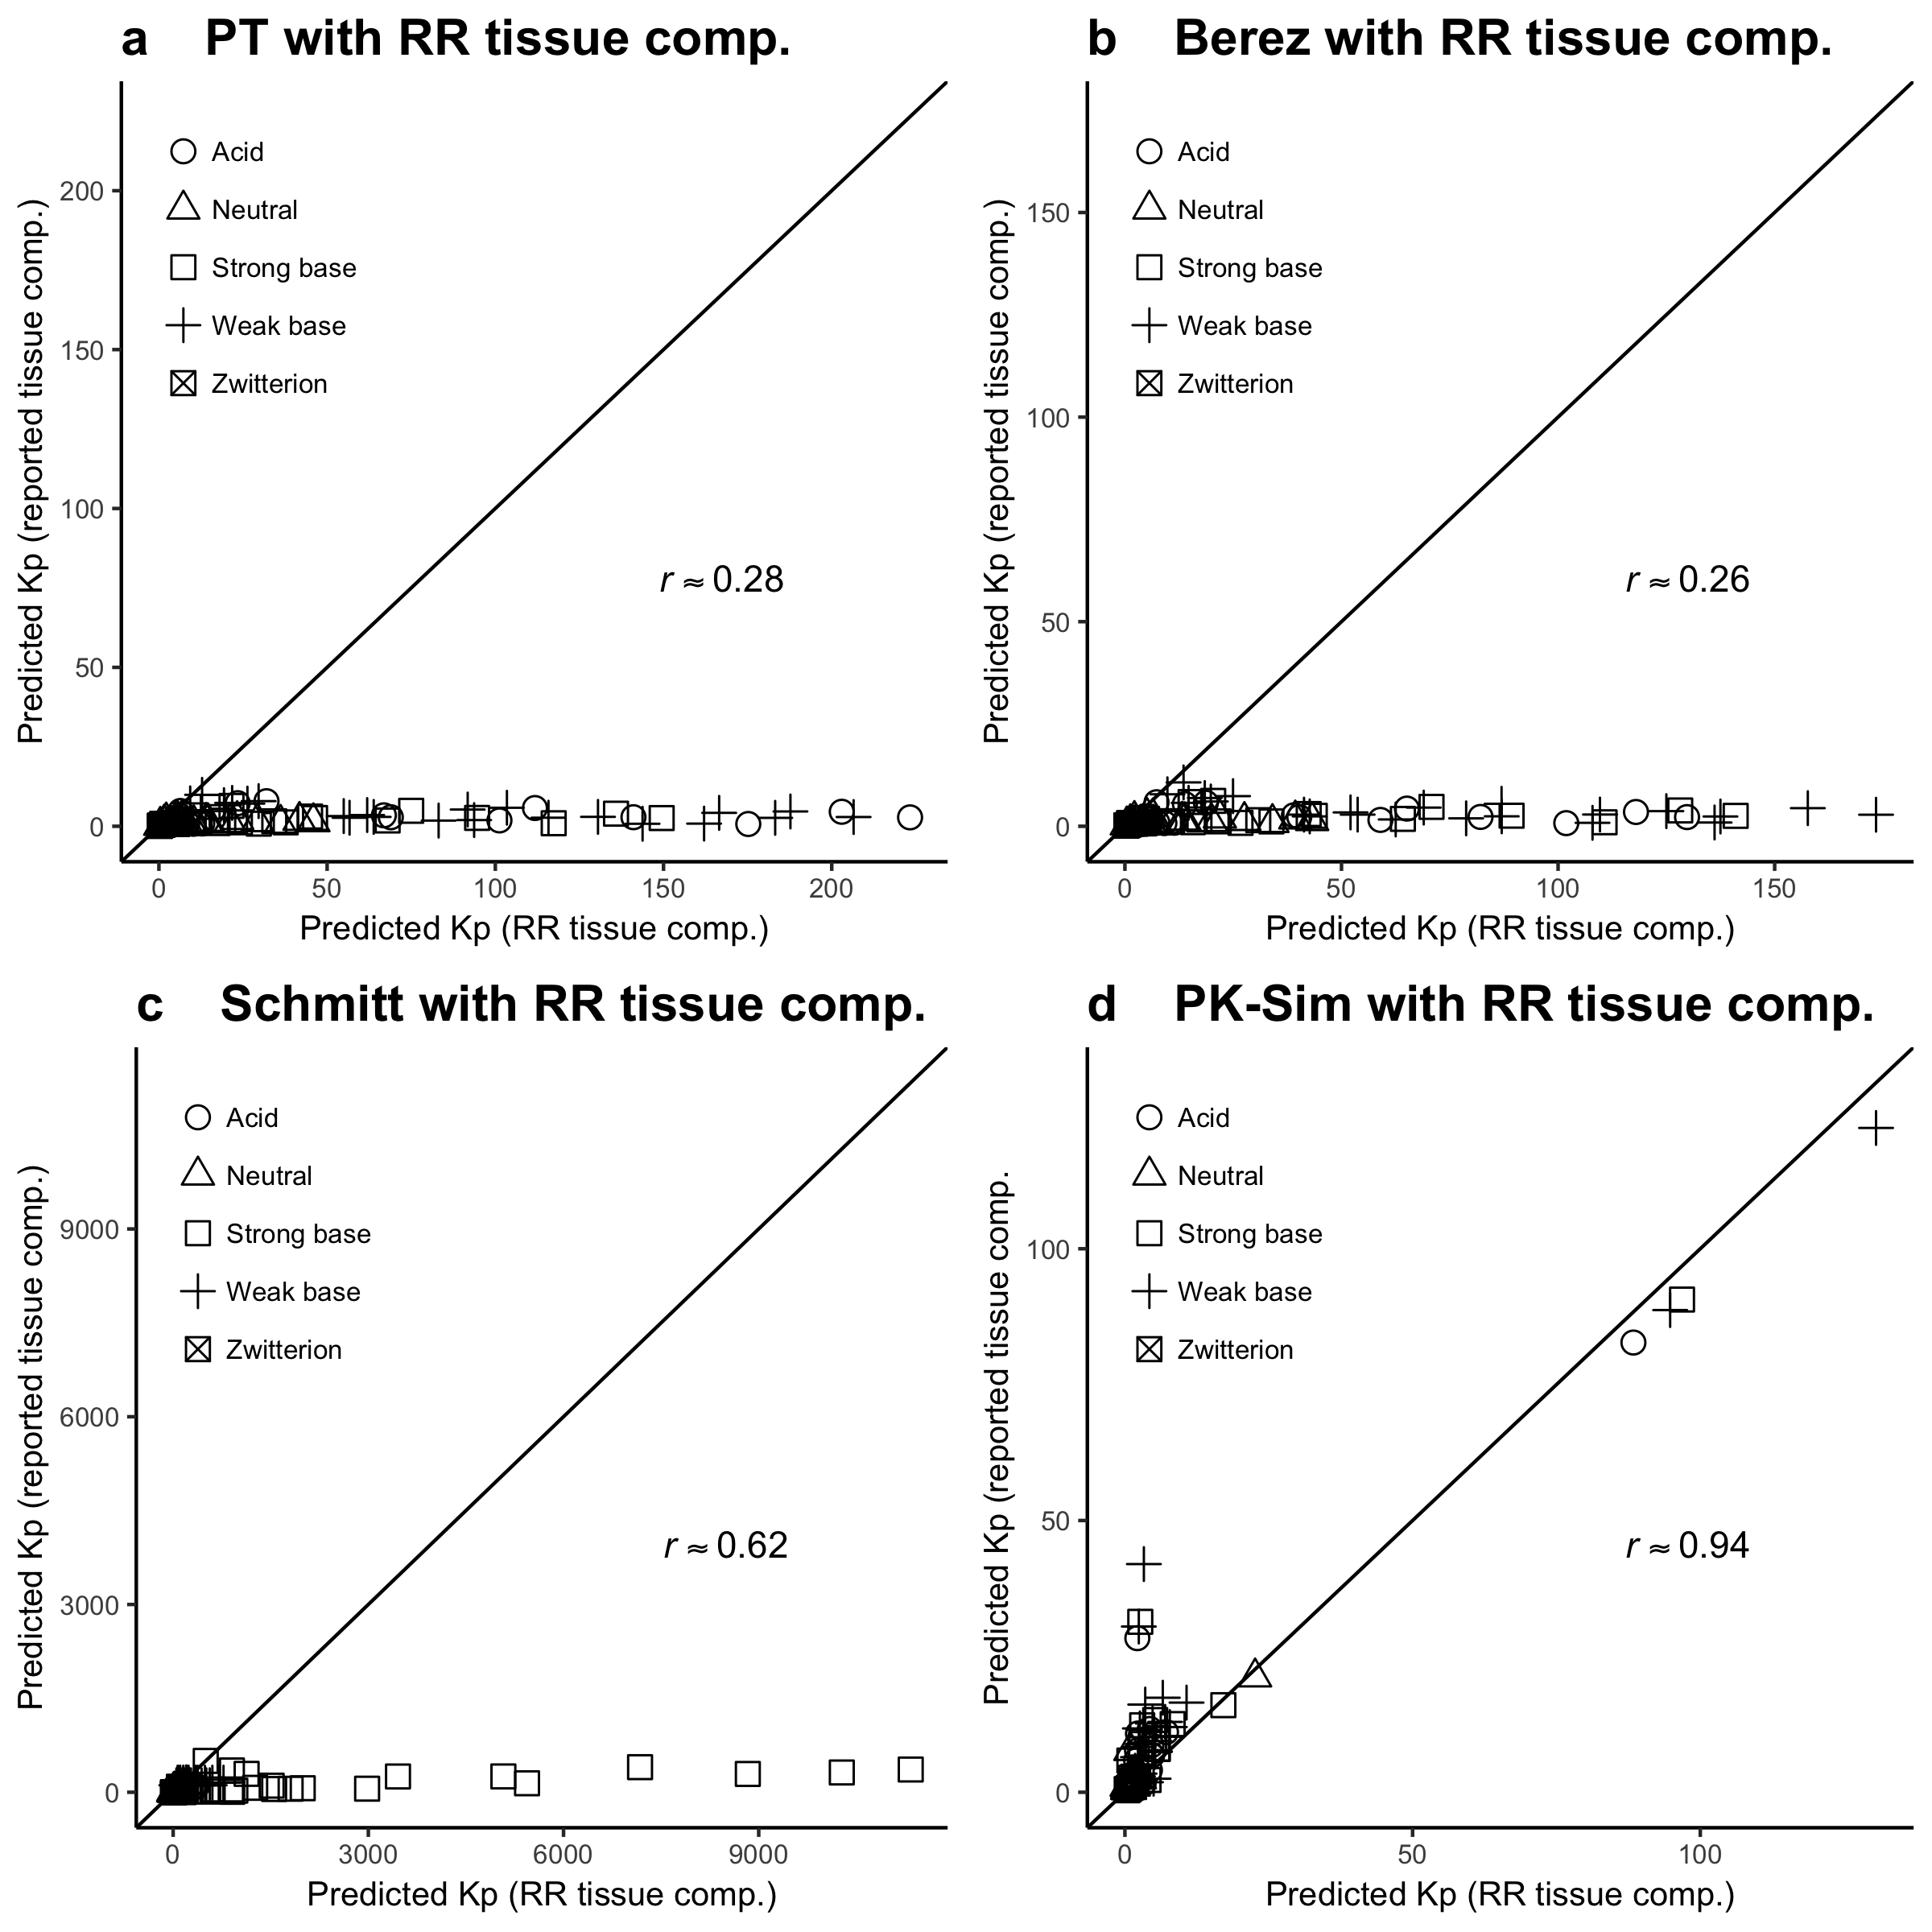 a PT with RR tissue comp.
Predicted Kp (reported tissue comp.)
200
150
100
50
0
Acid
Neutral
Strong base
Weak base
Zwitterion
r ≈ 0.28
0 50 100 150 200
Predicted Kp (RR tissue comp.)
b Berez with RR tissue comp.
Predicted Kp (reported tissue comp.)
150
100
50
0
Acid
Neutral
Strong base
Weak base
Zwitterion
r ≈ 0.26
0 50 100 150
Predicted Kp (RR tissue comp.)
c Schmitt with RR tissue comp.
Predicted Kp (reported tissue comp.)
9000
6000
3000
0
Acid
Neutral
Strong base
Weak base
Zwitterion
r ≈ 0.62
0 3000 6000 9000
Predicted Kp (RR tissue comp.)
d PK-Sim with RR tissue comp.
Predicted Kp (reported tissue comp.
100
50
0
Acid
Neutral
Strong base
Weak base
Zwitterion
r ≈ 0.94
0 50 100
Predicted Kp (RR tissue comp.)